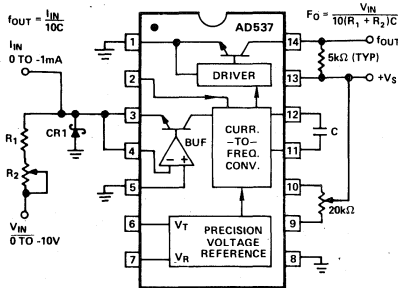 fOUT = IIN / 10C
FO = VIN / 10(R1 + R2)C
AD537
IIN
0 TO -1mA
1
14
fOUT
5kΩ (TYP)
DRIVER
2
13
+VS
3
12
CR1
BUF
CURR.
-TO-
FREQ.
CONV.
C
R1
4
11
- +
R2
5
10
20kΩ
VIN
0 TO -10V
6
VT
PRECISION
VOLTAGE
REFERENCE
9
7
VR
8